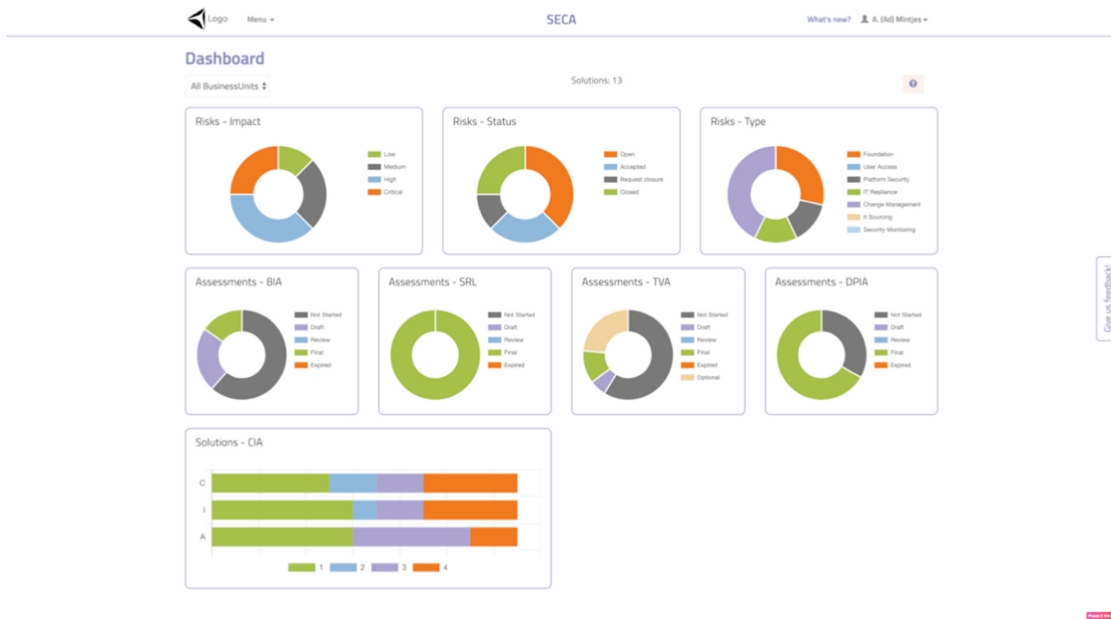 Logo Menu SECA What's new? A. (Ad) Mintjes
Dashboard
All BusinessUnits Solutions: 13 ?
Risks - Impact
Low
Medium
High
Critical
Risks - Status
Open
Accepted
Request closure
Closed
Risks - Type
Foundation
User Access
Platform Security
IT Resilience
Change Management
It Sourcing
Security Monitoring
Give us feedback!
Assessments - BIA
Not Started
Draft
Review
Final
Expired
Assessments - SRL
Not Started
Draft
Review
Final
Expired
Assessments - TVA
Not Started
Draft
Review
Final
Expired
Optional
Assessments - DPIA
Not Started
Draft
Review
Final
Expired
Solutions - CIA
C
I
A
1 2 3 4